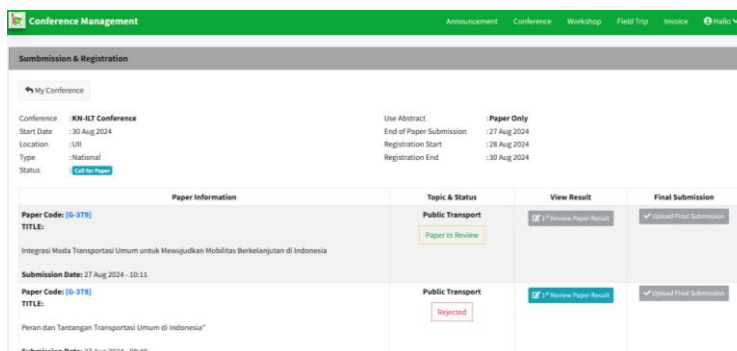 Conference Management
Announcement Conference Workshop Field Trip Invoice Hallo
Sumbmission & Registration
My Conference
Conference :KN-ILT Conference Use Abstract :Paper Only
Start Date :30 Aug 2024 End of Paper Submission :27 Aug 2024
Location :UII Registration Start :28 Aug 2024
Type :National Registration End :30 Aug 2024
Status :Call for Paper
Paper Information Topic & Status View Result Final Submission
Paper Code: [G-379] Public Transport 1st Review Paper Result Upload Final Submission
TITLE:
Paper In Review
Integrasi Moda Transportasi Umum untuk Mewujudkan Mobilitas Berkelanjutan di Indonesia
Submission Date: 27 Aug 2024 - 10:11
Paper Code: [G-378] Public Transport 1st Review Paper Result Upload Final Submission
TITLE:
Rejected
Peran dan Tantangan Transportasi Umum di Indonesia"
Submission Date: 27 Aug 2024